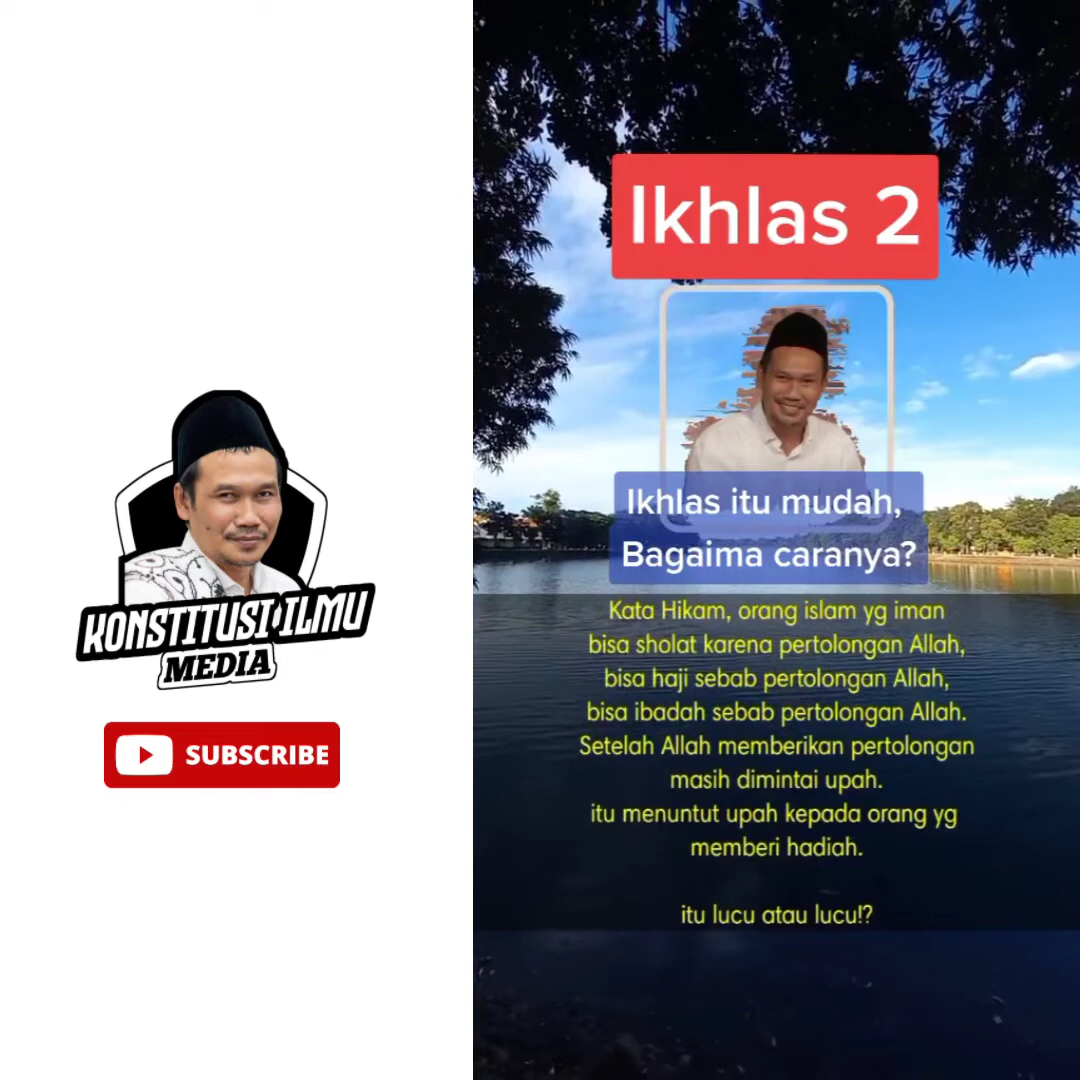 KONSTITUSI ILMU
MEDIA
SUBSCRIBE
Ikhlas 2
Ikhlas itu mudah,
Bagaima caranya?
Kata Hikam, orang islam yg iman
bisa sholat karena pertolongan Allah,
bisa haji sebab pertolongan Allah,
bisa ibadah sebab pertolongan Allah.
Setelah Allah memberikan pertolongan
masih dimintai upah.
itu menuntut upah kepada orang yg
memberi hadiah.
itu lucu atau lucu!?